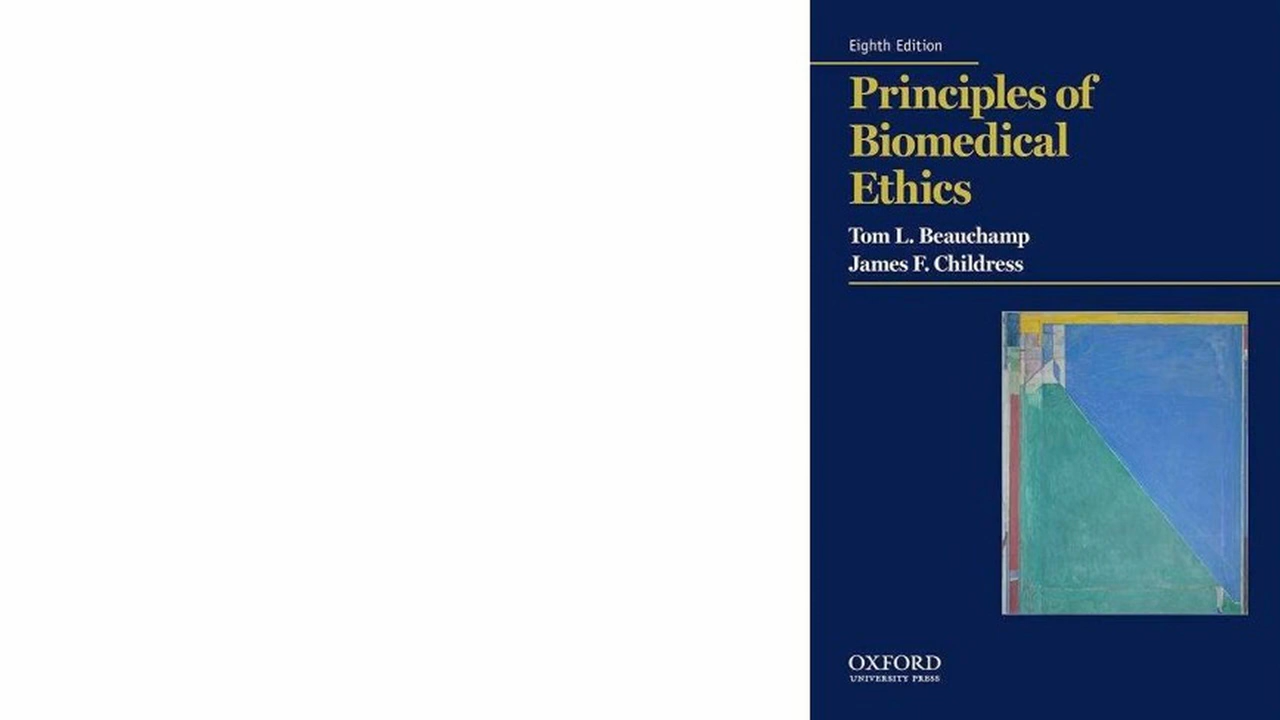 Eighth Edition
Principles of
Biomedical
Ethics
Tom L. Beauchamp
James F. Childress
OXFORD
UNIVERSITY PRESS